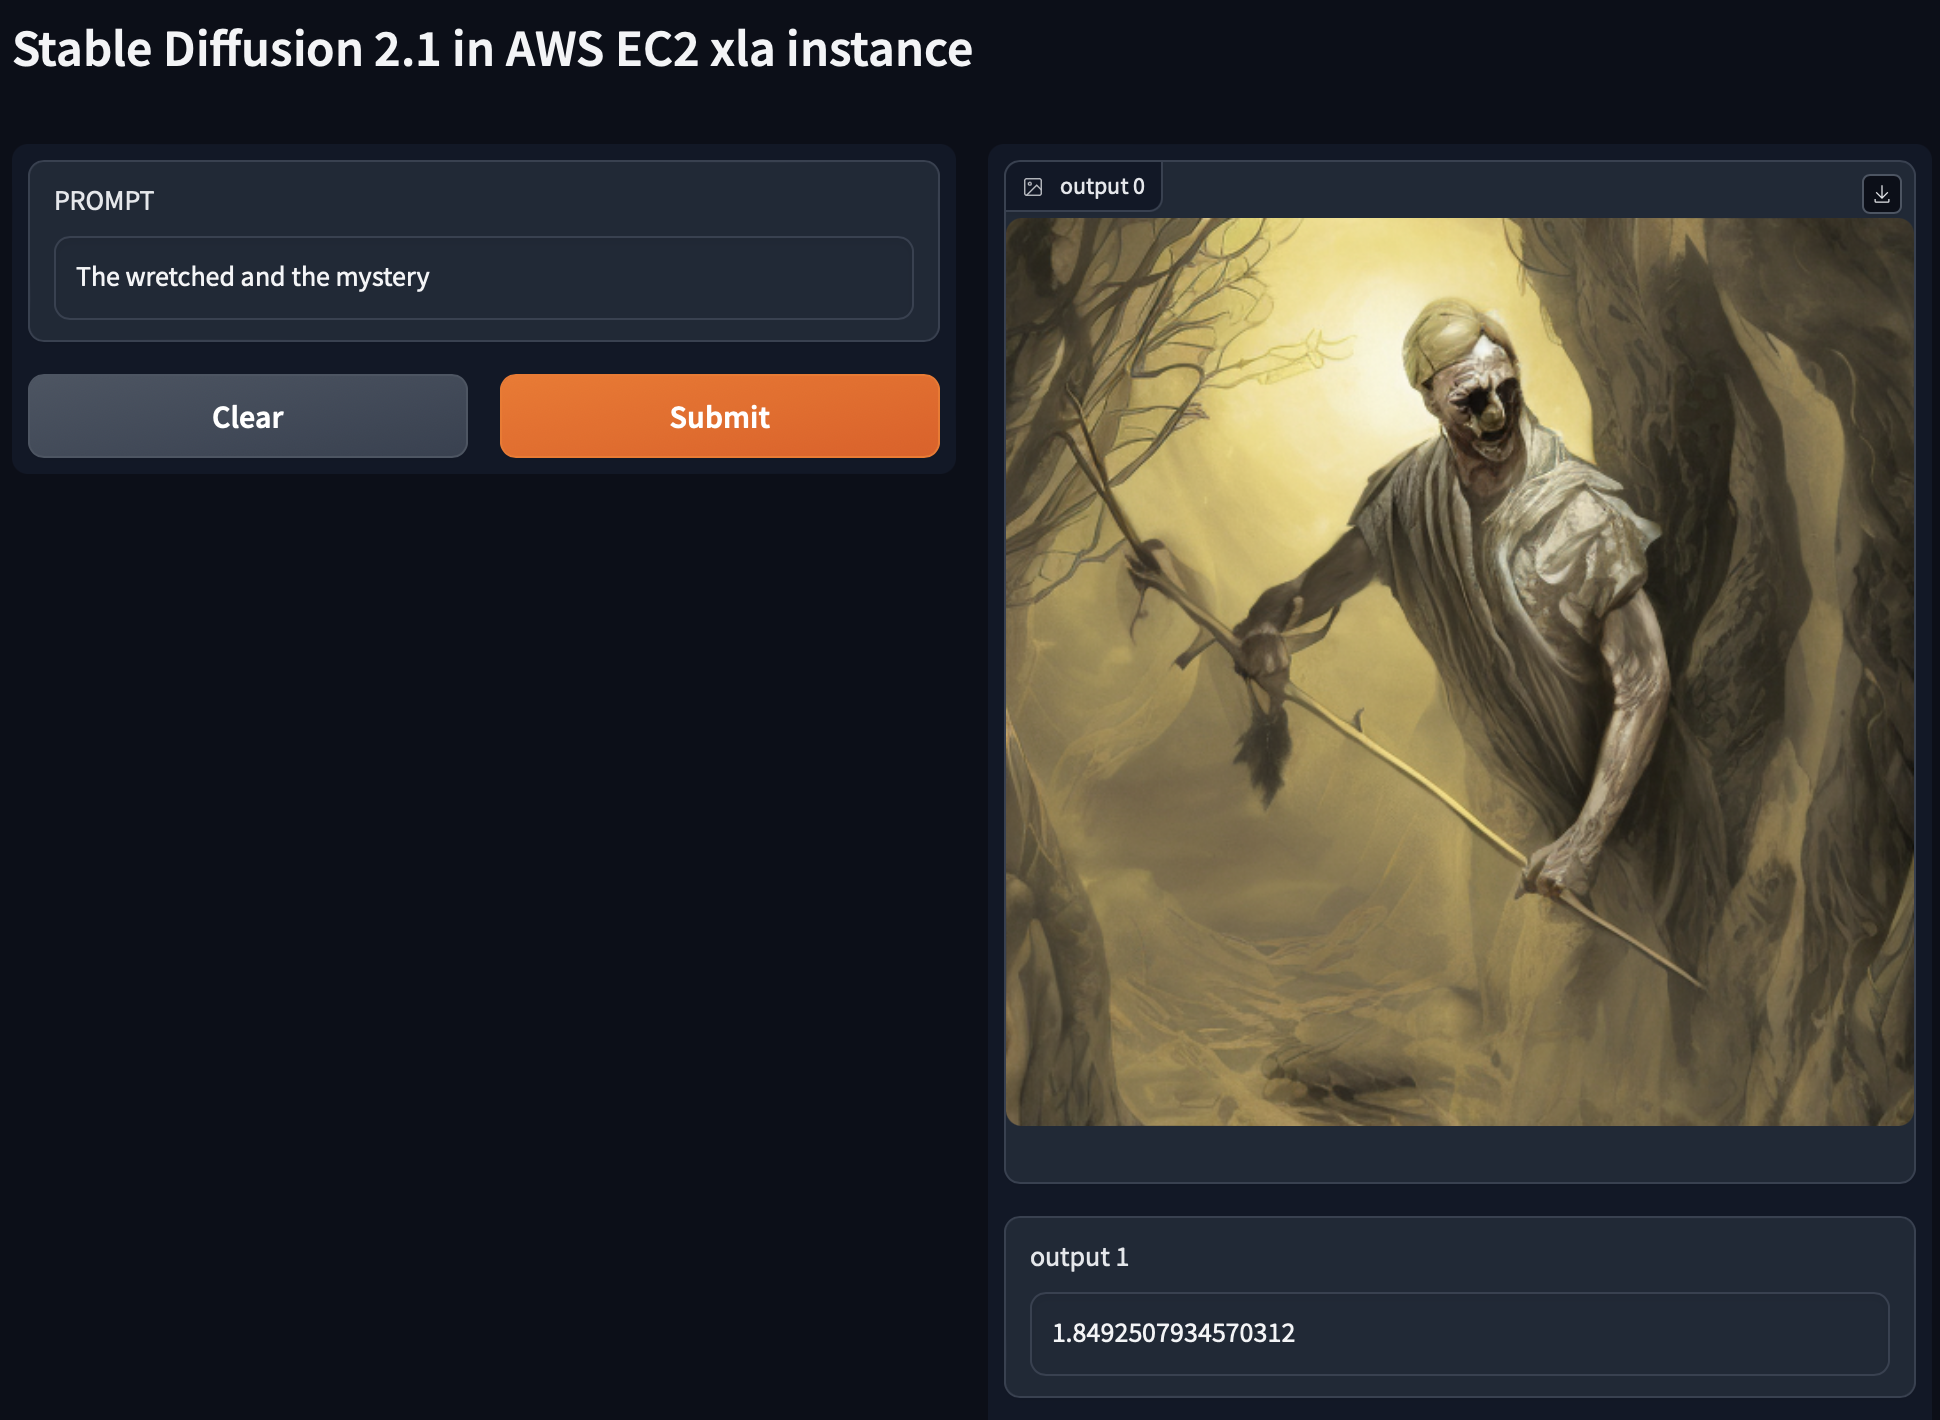 Stable Diffusion 2.1 in AWS EC2 xla instance
PROMPT
The wretched and the mystery
Clear
Submit
output 0
output 1
1.8492507934570312